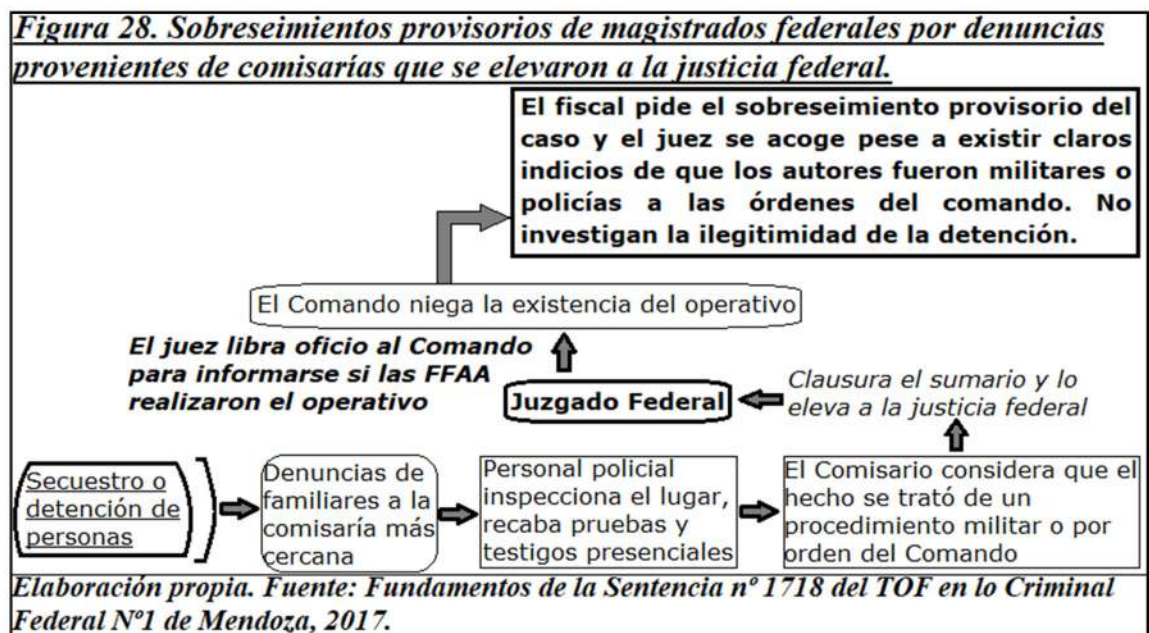 Figura 28. Sobreseimientos provisorios de magistrados federales por denuncias
provenientes de comisarías que se elevaron a la justicia federal.
El fiscal pide el sobreseimiento provisorio del
caso y el juez se acoge pese a existir claros
indicios de que los autores fueron militares o
policías a las órdenes del comando. No
investigan la ilegitimidad de la detención.
El Comando niega la existencia del operativo
El juez libra oficio al Comando
para informarse si las FFAA
realizaron el operativo
Juzgado Federal
Clausura el sumario y lo
eleva a la justicia federal
Secuestro o
detención de
personas
Denuncias de
familiares a la
comisaría más
cercana
Personal policial
inspecciona el lugar,
recaba pruebas y
testigos presenciales
El Comisario considera que el
hecho se trató de un
procedimiento militar o por
orden del Comando
Elaboración propia. Fuente: Fundamentos de la Sentencia nº 1718 del TOF en lo Criminal
Federal Nº1 de Mendoza, 2017.